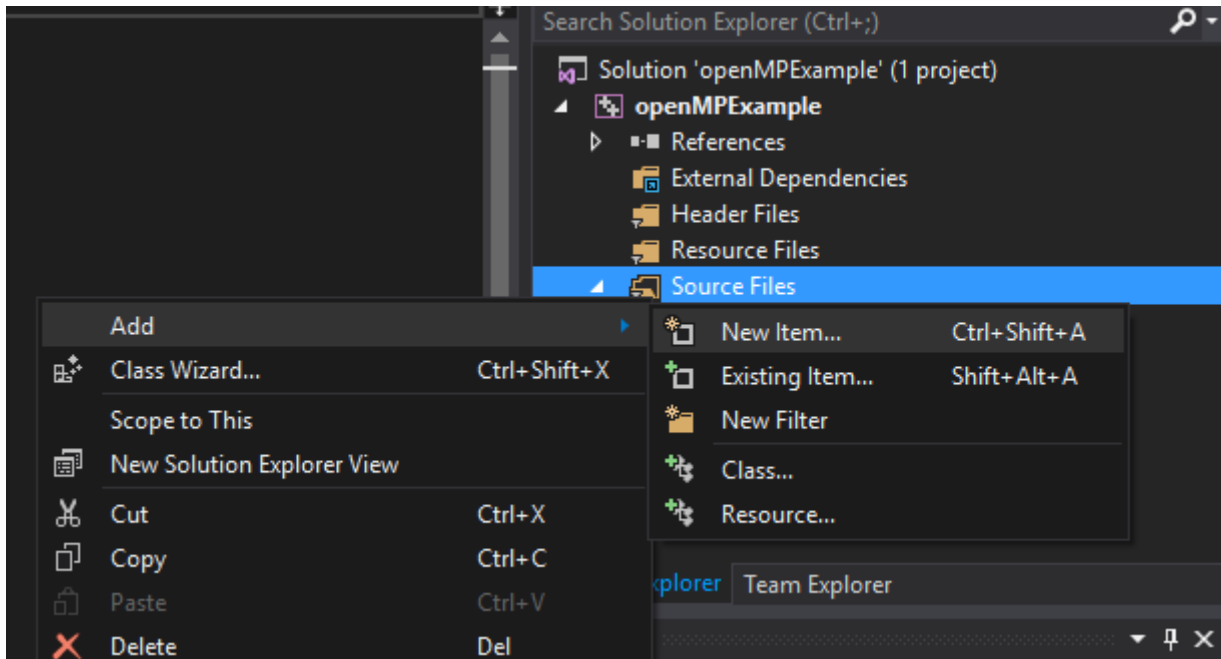 Search Solution Explorer (Ctrl+;)
Solution 'openMPExample' (1 project)
openMPExample
References
External Dependencies
Header Files
Resource Files
Source Files
Add
Class Wizard... Ctrl+Shift+X
Scope to This
New Solution Explorer View
Cut Ctrl+X
Copy Ctrl+C
Paste Ctrl+V
Delete Del
New Item... Ctrl+Shift+A
Existing Item... Shift+Alt+A
New Filter
Class...
Resource...
xplorer Team Explorer